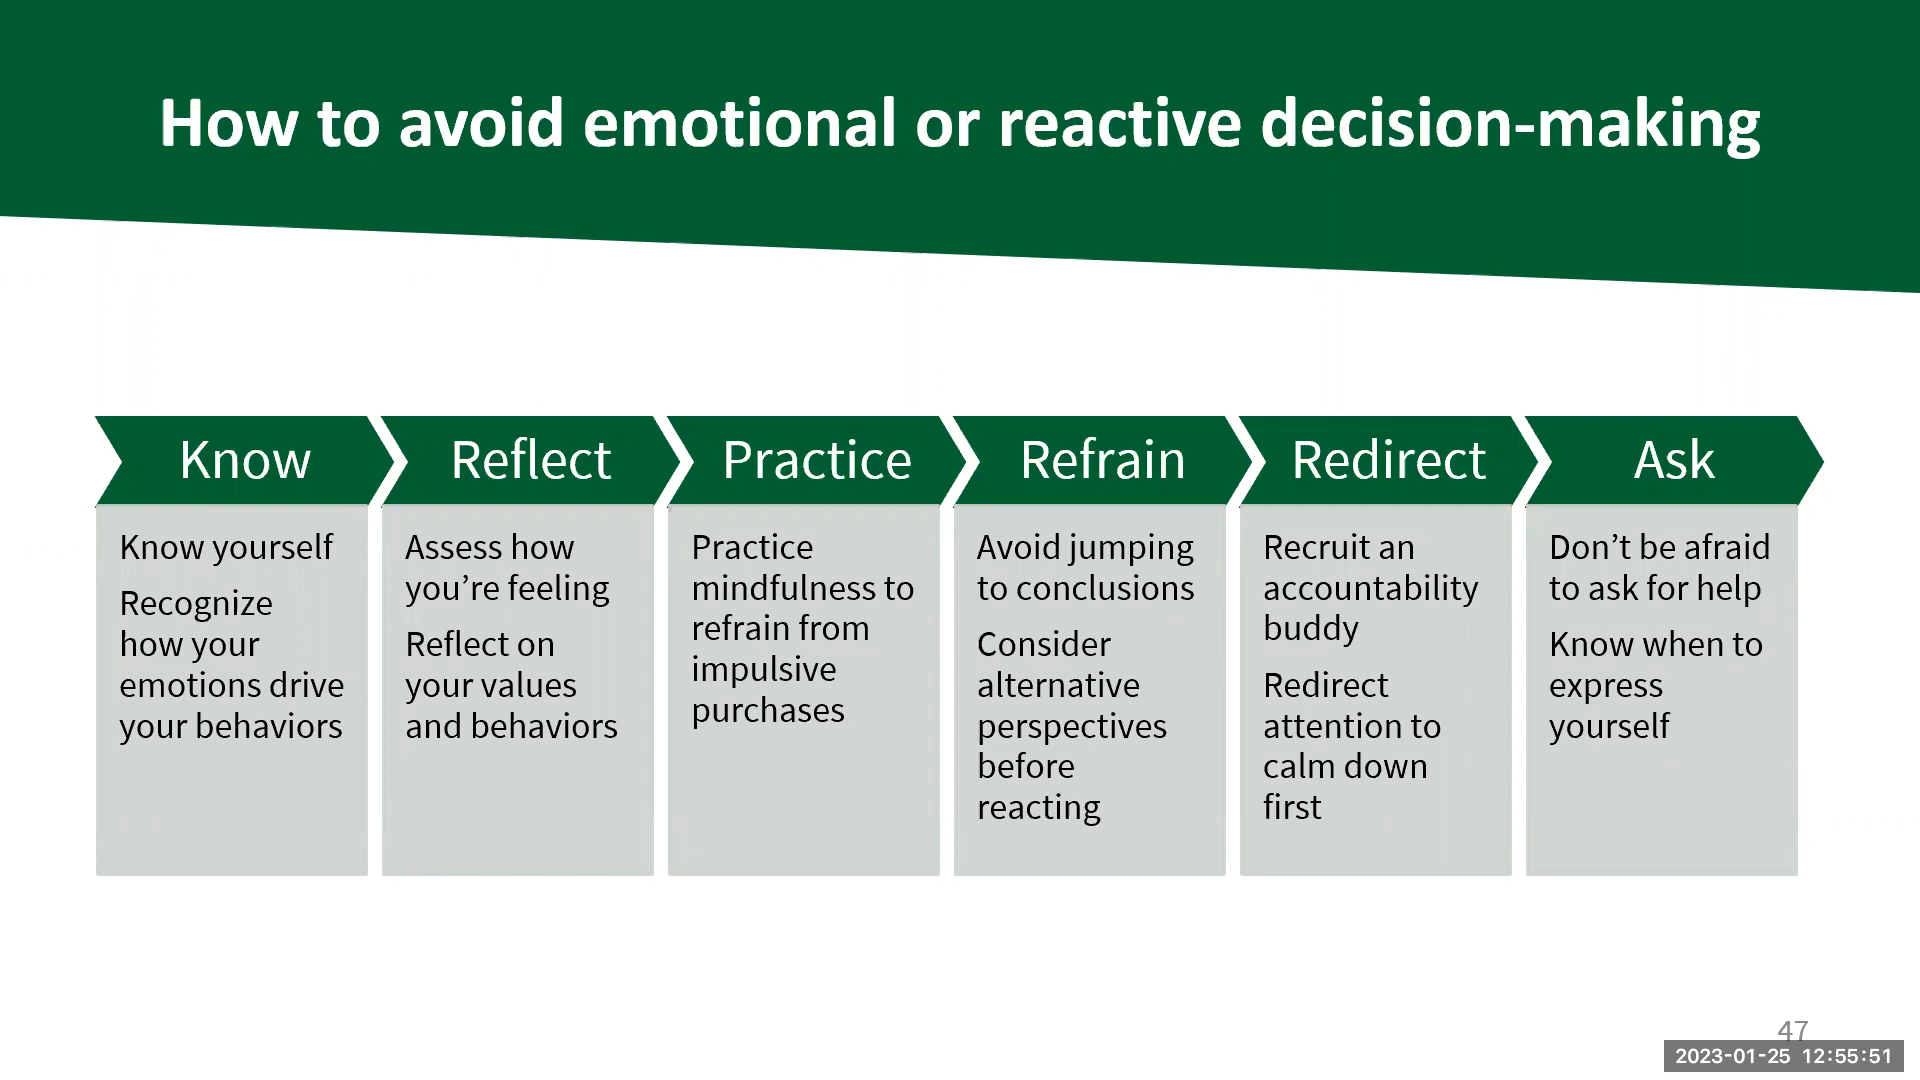 How to avoid emotional or reactive decision-making
Know
Know yourself
Recognize
how your
emotions drive
your behaviors
Reflect
Assess how
you’re feeling
Reflect on
your values
and behaviors
Practice
Practice
mindfulness to
refrain from
impulsive
purchases
Refrain
Avoid jumping
to conclusions
Consider
alternative
perspectives
before
reacting
Redirect
Recruit an
accountability
buddy
Redirect
attention to
calm down
first
Ask
Don’t be afraid
to ask for help
Know when to
express
yourself
47
2023-01-25 12:55:51